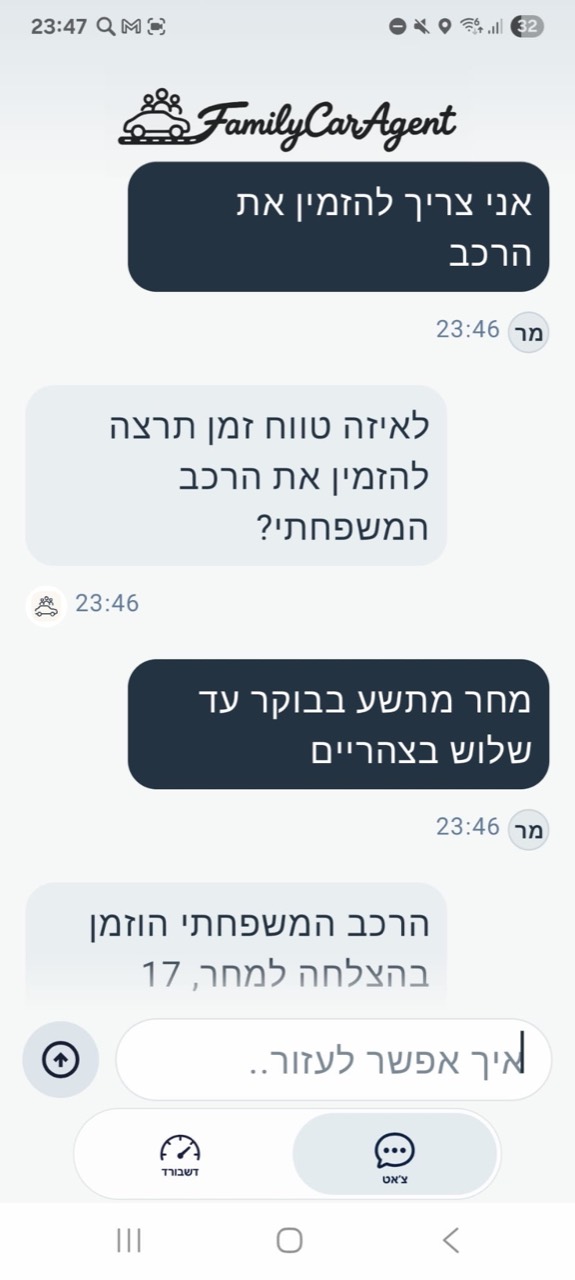 23:47
32
FamilyCarAgent
אני צריך להזמין את
הרכב
23:46 מר
לאיזה טווח זמן תרצה
להזמין את הרכב
המשפחתי?
23:46
מחר מתשע בבוקר עד
שלוש בצהריים
23:46 מר
הרכב המשפחתי הוזמן
בהצלחה למחר, 17
איך אפשר לעזור..
צ'אט
דשבורד